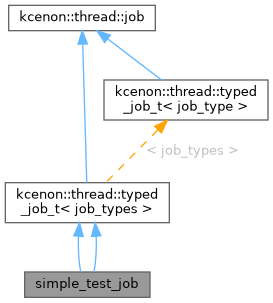 kcenon::thread::job
kcenon::thread::typed
_job_t< job_type >
< job_types >
kcenon::thread::typed
_job_t< job_types >
simple_test_job